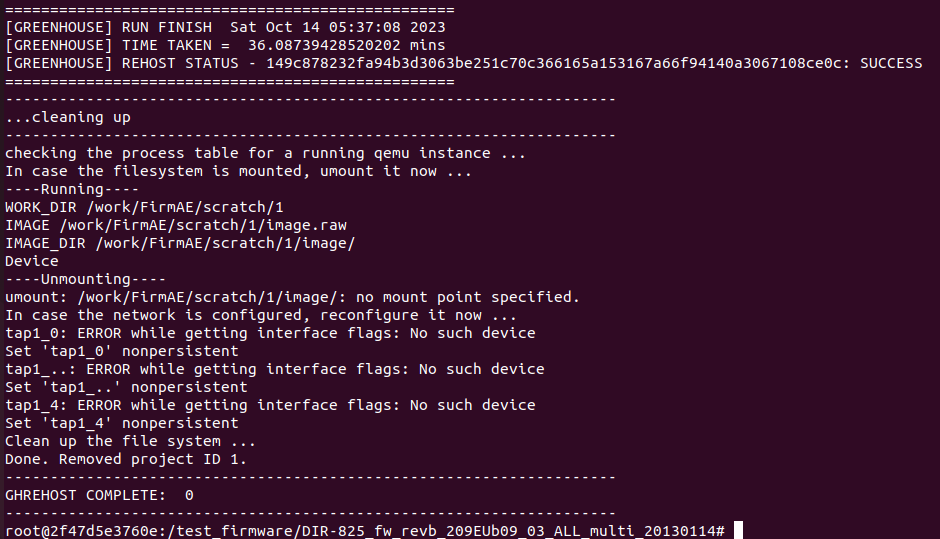 ==================================================
[GREENHOUSE] RUN FINISH  Sat Oct 14 05:37:08 2023
[GREENHOUSE] TIME TAKEN =  36.08739428520202 mins
[GREENHOUSE] REHOST STATUS - 149c878232fa94b3d3063be251c70c366165a153167a66f94140a3067108ce0c: SUCCESS
==================================================
--------------------------------------------------------------------
...cleaning up
--------------------------------------------------------------------
checking the process table for a running qemu instance ...
In case the filesystem is mounted, umount it now ...
----Running----
WORK_DIR /work/FirmAE/scratch/1
IMAGE /work/FirmAE/scratch/1/image.raw
IMAGE_DIR /work/FirmAE/scratch/1/image/
Device
----Unmounting----
umount: /work/FirmAE/scratch/1/image/: no mount point specified.
In case the network is configured, reconfigure it now ...
tap1_0: ERROR while getting interface flags: No such device
Set 'tap1_0' nonpersistent
tap1_..: ERROR while getting interface flags: No such device
Set 'tap1_..' nonpersistent
tap1_4: ERROR while getting interface flags: No such device
Set 'tap1_4' nonpersistent
Clean up the file system ...
Done. Removed project ID 1.
--------------------------------------------------------------------
GHREHOST COMPLETE:  0
--------------------------------------------------------------------
root@2f47d5e3760e:/test_firmware/DIR-825_fw_revb_209EUb09_03_ALL_multi_20130114#